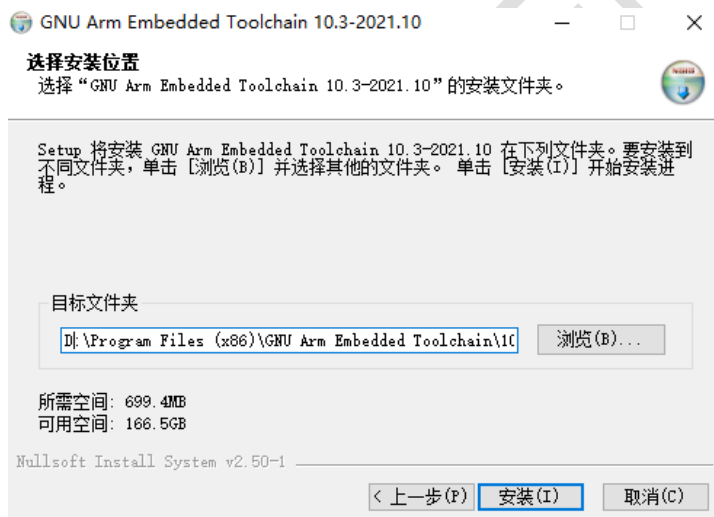 GNU Arm Embedded Toolchain 10.3-2021.10
选择安装位置
选择“GNU Arm Embedded Toolchain 10.3-2021.10”的安装文件夹。
Setup 将安装 GNU Arm Embedded Toolchain 10.3-2021.10 在下列文件夹。要安装到
不同文件夹，单击 [浏览(B)] 并选择其他的文件夹。 单击 [安装(I)] 开始安装进
程。
目标文件夹
D:\Program Files (x86)\GNU Arm Embedded Toolchain\10
浏览(B)...
所需空间: 699.4MB
可用空间: 166.5GB
Nullsoft Install System v2.50-1
< 上一步(P) 安装(I) 取消(C)